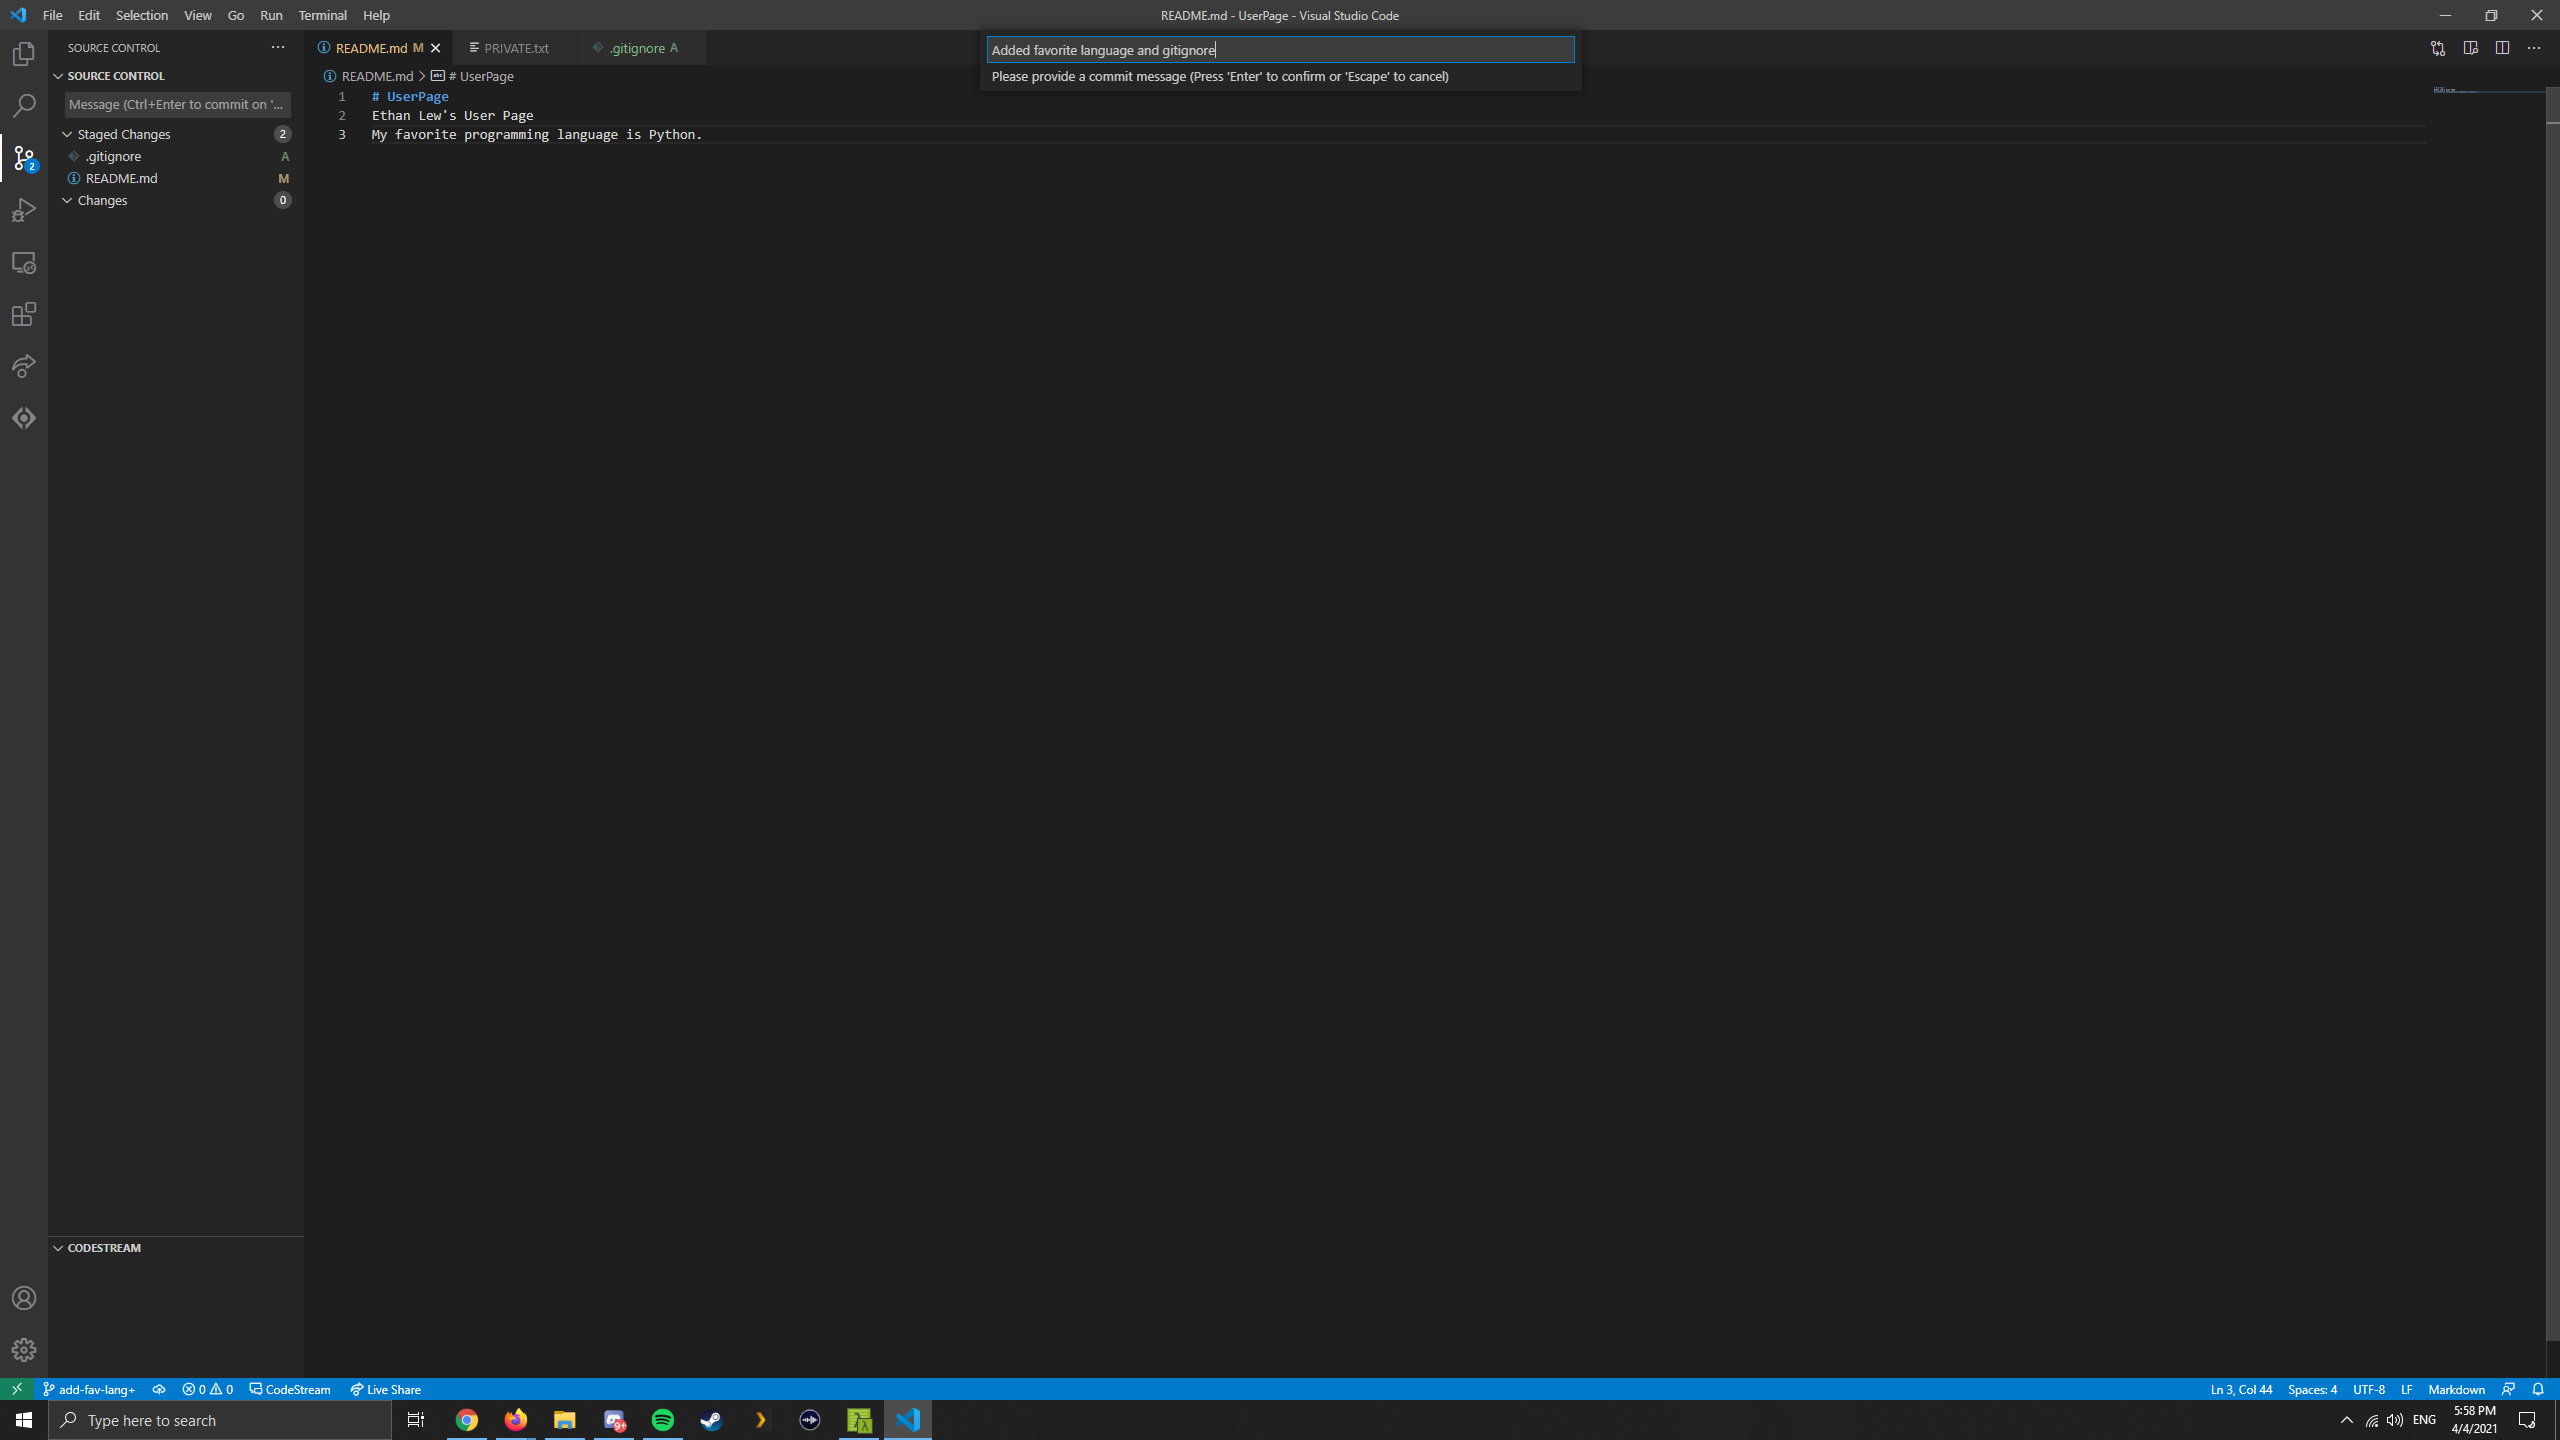 File Edit Selection View Go Run Terminal Help
README.md - UserPage - Visual Studio Code
SOURCE CONTROL
README.md M
PRIVATE.txt
.gitignore A
Added favorite language and gitignore
Please provide a commit message (Press 'Enter' to confirm or 'Escape' to cancel)
SOURCE CONTROL
README.md > # UserPage
Message (Ctrl+Enter to commit on '...
1 # UserPage
2 Ethan Lew's User Page
3 My favorite programming language is Python.
Staged Changes 2
.gitignore A
README.md M
Changes 0
2
CODESTREAM
add-fav-lang+ 0 0 CodeStream Live Share
Ln 3, Col 44 Spaces: 4 UTF-8 LF Markdown
Type here to search
9+
ENG
5:58 PM
4/4/2021